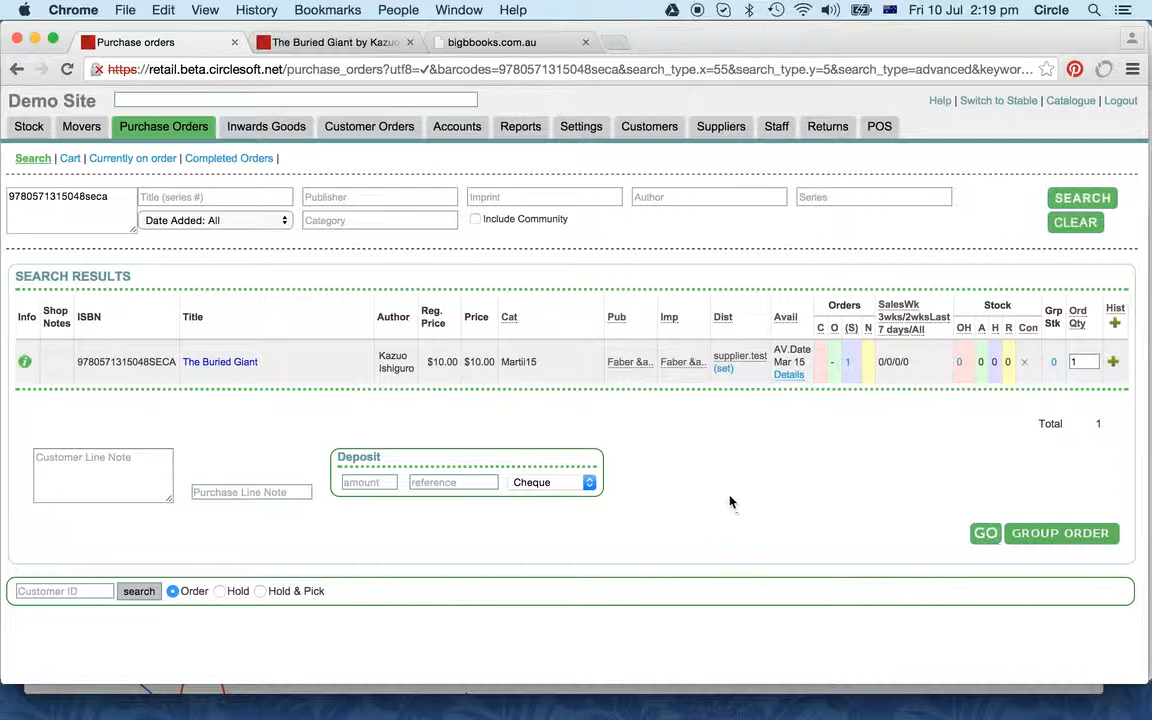 Chrome File Edit View History Bookmarks People Window Help Fri 10 Jul 2:19 pm Circle
Purchase orders × The Buried Giant by Kazuo × bigbbooks.com.au ×
https://retail.beta.circlesoft.net/purchase_orders?utf8=✓&barcodes=9780571315048seca&search_type.x=55&search_type.y=5&search_type=advanced&keywor...
Demo Site Help | Switch to Stable | Catalogue | Logout
Stock Movers Purchase Orders Inwards Goods Customer Orders Accounts Reports Settings Customers Suppliers Staff Returns POS
Search | Cart | Currently on order | Completed Orders |
9780571315048seca Title (series #) Publisher Imprint Author Series SEARCH
Date Added: All Category Include Community CLEAR
SEARCH RESULTS
Info Shop Notes ISBN Title Author Reg. Price Price Cat Pub Imp Dist Avail Orders C O (S) N SalesWk 3wks/2wksLast 7 days/All Stock OH A H R Con Grp Stk Ord Qty Hist
9780571315048SECA The Buried Giant Kazuo Ishiguro $10.00 $10.00 Martii15 Faber &a.. Faber &a.. supplier.test (set) AV.Date Mar 15 Details - 1 0/0/0/0 0 0 0 0 × 0 1
Total 1
Customer Line Note
Purchase Line Note
Deposit
amount reference Cheque
GO GROUP ORDER
Customer ID search Order Hold Hold & Pick